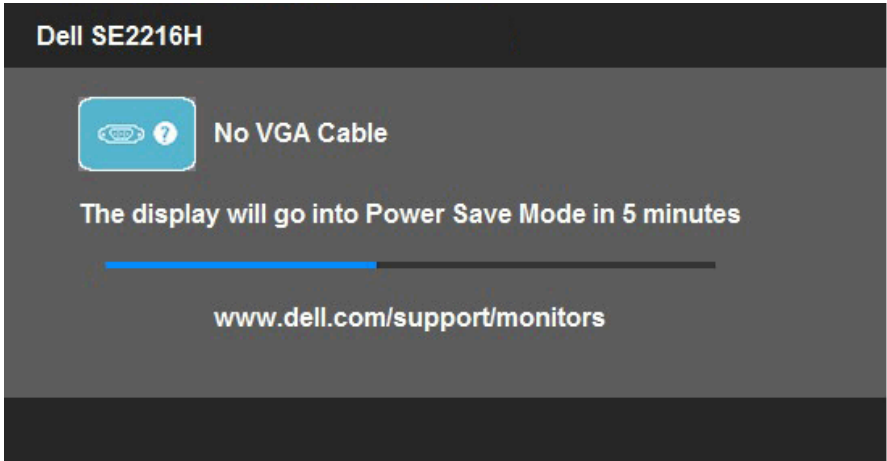 Dell SE2216H
No VGA Cable
The display will go into Power Save Mode in 5 minutes
www.dell.com/support/monitors